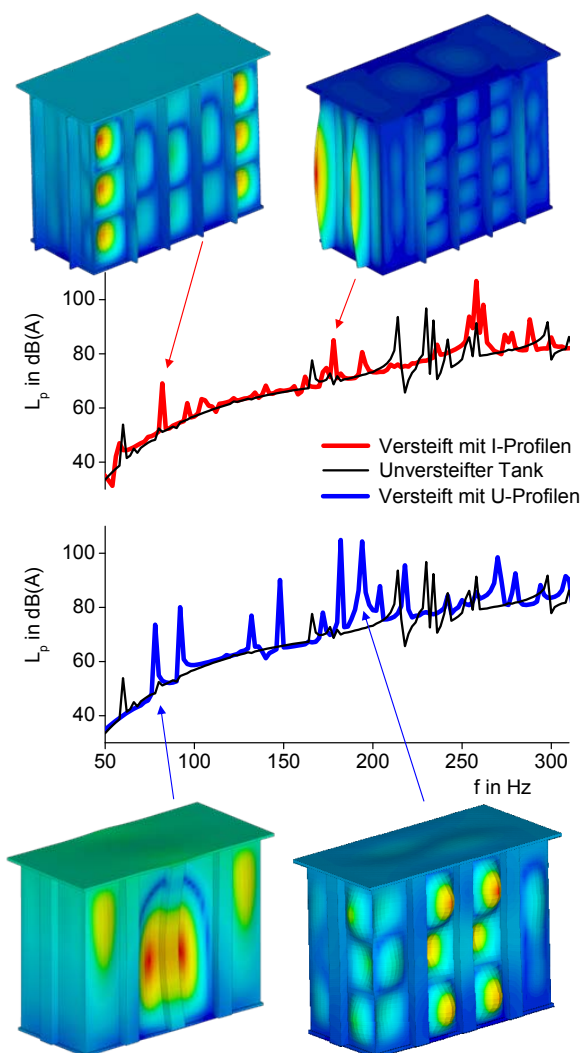 100
80
60
40
L_p in dB(A)
Versteift mit I-Profilen
Unversteifter Tank
Versteift mit U-Profilen
100
80
60
40
L_p in dB(A)
50 100 150 200 250 300
f in Hz